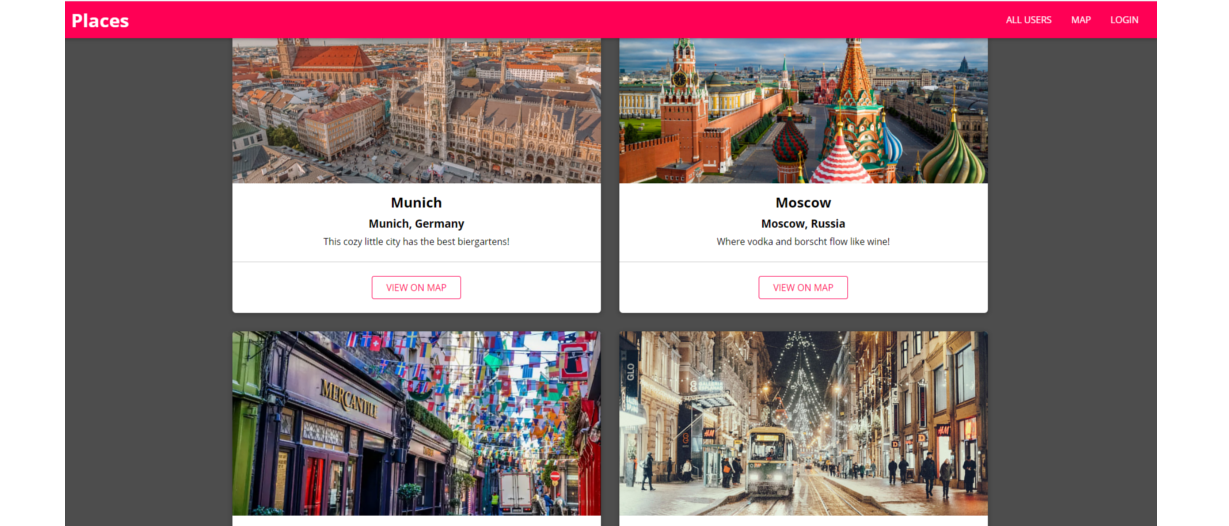 Places
ALL USERS
MAP
LOGIN
Munich
Munich, Germany
This cozy little city has the best biergartens!
VIEW ON MAP
Moscow
Moscow, Russia
Where vodka and borscht flow like wine!
VIEW ON MAP
MERCANTILE
GLO
H&M